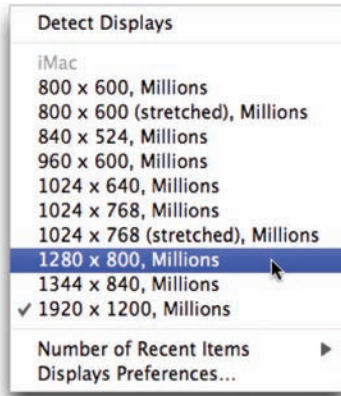 Detect Displays
iMac
800 x 600, Millions
800 x 600 (stretched), Millions
840 x 524, Millions
960 x 600, Millions
1024 x 640, Millions
1024 x 768, Millions
1024 x 768 (stretched), Millions
1280 x 800, Millions
1344 x 840, Millions
✓ 1920 x 1200, Millions
Number of Recent Items ▶
Displays Preferences...